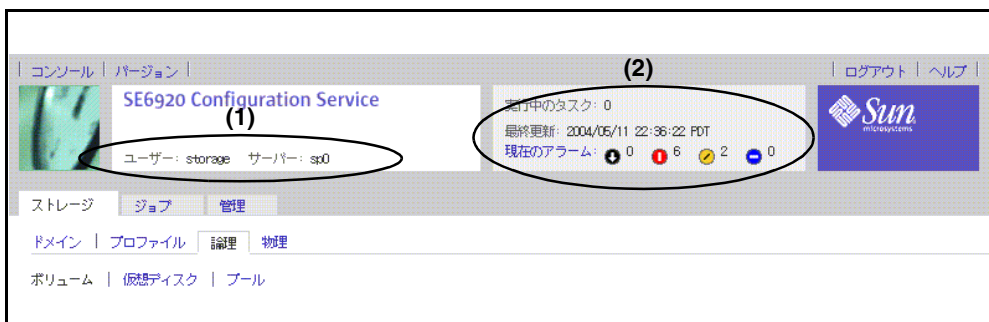 | コンソール | バージョン |
(2)
| ログアウト | ヘルプ |
SE6920 Configuration Service
(1)
ユーザー: storage サーバー: sp0
実行中のタスク: 0
最終更新: 2004/05/11 22:36:22 PDT
現在のアラーム: 0 6 2 0
Sun
microsystems
ストレージ ジョブ 管理
ドメイン | プロファイル 論理 物理
ボリューム | 仮想ディスク | プール